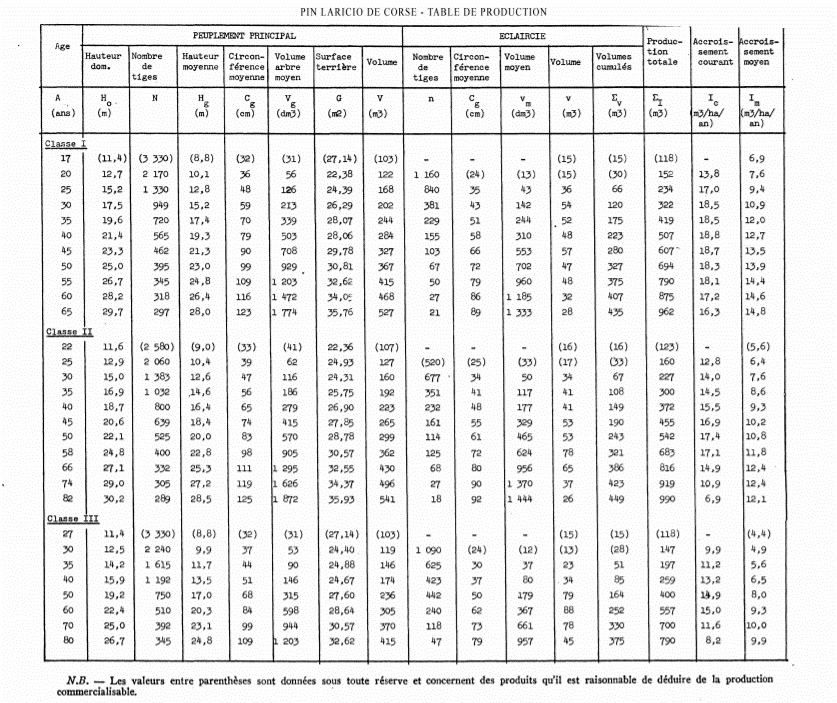 PIN LARICIO DE CORSE - TABLE DE PRODUCTION
Age | PEUPLEMENT PRINCIPAL | ECLAIRCIE | Produc-tion totale | Accrois-sement courant | Accrois-sement moyen
Hauteur dom. | Nombre de tiges | Hauteur moyenne | Circon-férence moyenne | Volume arbre moyen | Surface terrière | Volume | Nombre de tiges | Circon-férence moyenne | Volume moyen | Volume | Volumes cumulés
A (ans) | Ho (m) | N | Hg (m) | Cg (cm) | Vg (dm3) | G (m2) | V (m3) | n | Cg (cm) | vm (dm3) | v (m3) | Σv (m3) | ΣI (m3) | Ic (m3/ha/an) | Im (m3/ha/an)
Classe I
17 | (11,4) | (3 330) | (8,8) | (32) | (31) | (27,14) | (103) | - | - | - | (15) | (15) | (118) | - | 6,9
20 | 12,7 | 2 170 | 10,1 | 36 | 56 | 22,38 | 122 | 1 160 | (24) | (13) | (15) | (30) | 152 | 13,8 | 7,6
25 | 15,2 | 1 330 | 12,8 | 48 | 126 | 24,39 | 168 | 840 | 35 | 43 | 36 | 66 | 234 | 17,0 | 9,4
30 | 17,5 | 949 | 15,2 | 59 | 213 | 26,29 | 202 | 381 | 43 | 142 | 54 | 120 | 322 | 18,5 | 10,9
35 | 19,6 | 720 | 17,4 | 70 | 339 | 28,07 | 244 | 229 | 51 | 244 | 52 | 175 | 419 | 18,5 | 12,0
40 | 21,4 | 565 | 19,3 | 79 | 503 | 28,06 | 284 | 155 | 58 | 310 | 48 | 223 | 507 | 18,8 | 12,7
45 | 23,3 | 462 | 21,3 | 90 | 708 | 29,78 | 327 | 103 | 66 | 553 | 57 | 280 | 607 | 18,7 | 13,5
50 | 25,0 | 395 | 23,0 | 99 | 929 | 30,81 | 367 | 67 | 72 | 702 | 47 | 327 | 694 | 18,3 | 13,9
55 | 26,7 | 345 | 24,8 | 109 | 1 203 | 32,62 | 415 | 50 | 79 | 960 | 48 | 375 | 790 | 18,1 | 14,4
60 | 28,2 | 318 | 26,4 | 116 | 1 472 | 34,05 | 468 | 27 | 86 | 1 185 | 32 | 407 | 875 | 17,2 | 14,6
65 | 29,7 | 297 | 28,0 | 123 | 1 774 | 35,76 | 527 | 21 | 89 | 1 333 | 28 | 435 | 962 | 16,3 | 14,8
Classe II
22 | 11,6 | (2 580) | (9,0) | (33) | (41) | 22,36 | (107) | - | - | - | (16) | (16) | (123) | - | (5,6)
25 | 12,9 | 2 060 | 10,4 | 39 | 62 | 24,93 | 127 | (520) | (25) | (33) | (17) | (33) | 160 | 12,8 | 6,4
30 | 15,0 | 1 383 | 12,6 | 47 | 116 | 24,31 | 160 | 677 | 34 | 50 | 34 | 67 | 227 | 14,0 | 7,6
35 | 16,9 | 1 032 | 14,6 | 56 | 186 | 25,75 | 192 | 351 | 41 | 117 | 41 | 108 | 300 | 14,5 | 8,6
40 | 18,7 | 800 | 16,4 | 65 | 279 | 26,90 | 223 | 232 | 48 | 177 | 41 | 149 | 372 | 15,5 | 9,3
45 | 20,6 | 639 | 18,4 | 74 | 415 | 27,85 | 265 | 161 | 55 | 329 | 53 | 190 | 455 | 16,9 | 10,2
50 | 22,1 | 525 | 20,0 | 83 | 570 | 28,78 | 299 | 114 | 61 | 465 | 53 | 243 | 542 | 17,4 | 10,8
58 | 24,8 | 400 | 22,8 | 98 | 905 | 30,57 | 362 | 125 | 72 | 624 | 78 | 321 | 683 | 17,1 | 11,8
66 | 27,1 | 332 | 25,3 | 111 | 1 295 | 32,55 | 430 | 68 | 80 | 956 | 65 | 386 | 816 | 14,9 | 12,4
74 | 29,0 | 305 | 27,2 | 119 | 1 626 | 34,37 | 496 | 27 | 90 | 1 370 | 37 | 423 | 919 | 10,9 | 12,4
82 | 30,2 | 289 | 28,5 | 125 | 1 872 | 35,93 | 541 | 18 | 92 | 1 444 | 26 | 449 | 990 | 6,9 | 12,1
Classe III
27 | 11,4 | (3 330) | (8,8) | (32) | (31) | (27,14) | (103) | - | - | - | (15) | (15) | (118) | - | (4,4)
30 | 12,5 | 2 240 | 9,9 | 37 | 53 | 24,40 | 119 | 1 090 | (24) | (12) | (13) | (28) | 147 | 9,9 | 4,9
35 | 14,2 | 1 615 | 11,7 | 44 | 90 | 24,88 | 146 | 625 | 30 | 37 | 23 | 51 | 197 | 11,2 | 5,6
40 | 15,9 | 1 192 | 13,5 | 51 | 146 | 24,67 | 174 | 423 | 37 | 80 | 34 | 85 | 259 | 13,2 | 6,5
50 | 19,2 | 750 | 17,0 | 68 | 315 | 27,60 | 236 | 442 | 50 | 179 | 79 | 164 | 400 | 14,9 | 8,0
60 | 22,4 | 510 | 20,3 | 84 | 598 | 28,64 | 305 | 240 | 62 | 367 | 88 | 252 | 557 | 15,0 | 9,3
70 | 25,0 | 392 | 23,1 | 99 | 944 | 30,57 | 370 | 118 | 73 | 661 | 78 | 330 | 700 | 11,6 | 10,0
80 | 26,7 | 345 | 24,8 | 109 | 1 203 | 32,62 | 415 | 47 | 79 | 957 | 45 | 375 | 790 | 8,2 | 9,9
N.B. — Les valeurs entre parenthèses sont données sous toute réserve et concernent des produits qu'il est raisonnable de déduire de la production
commercialisable.